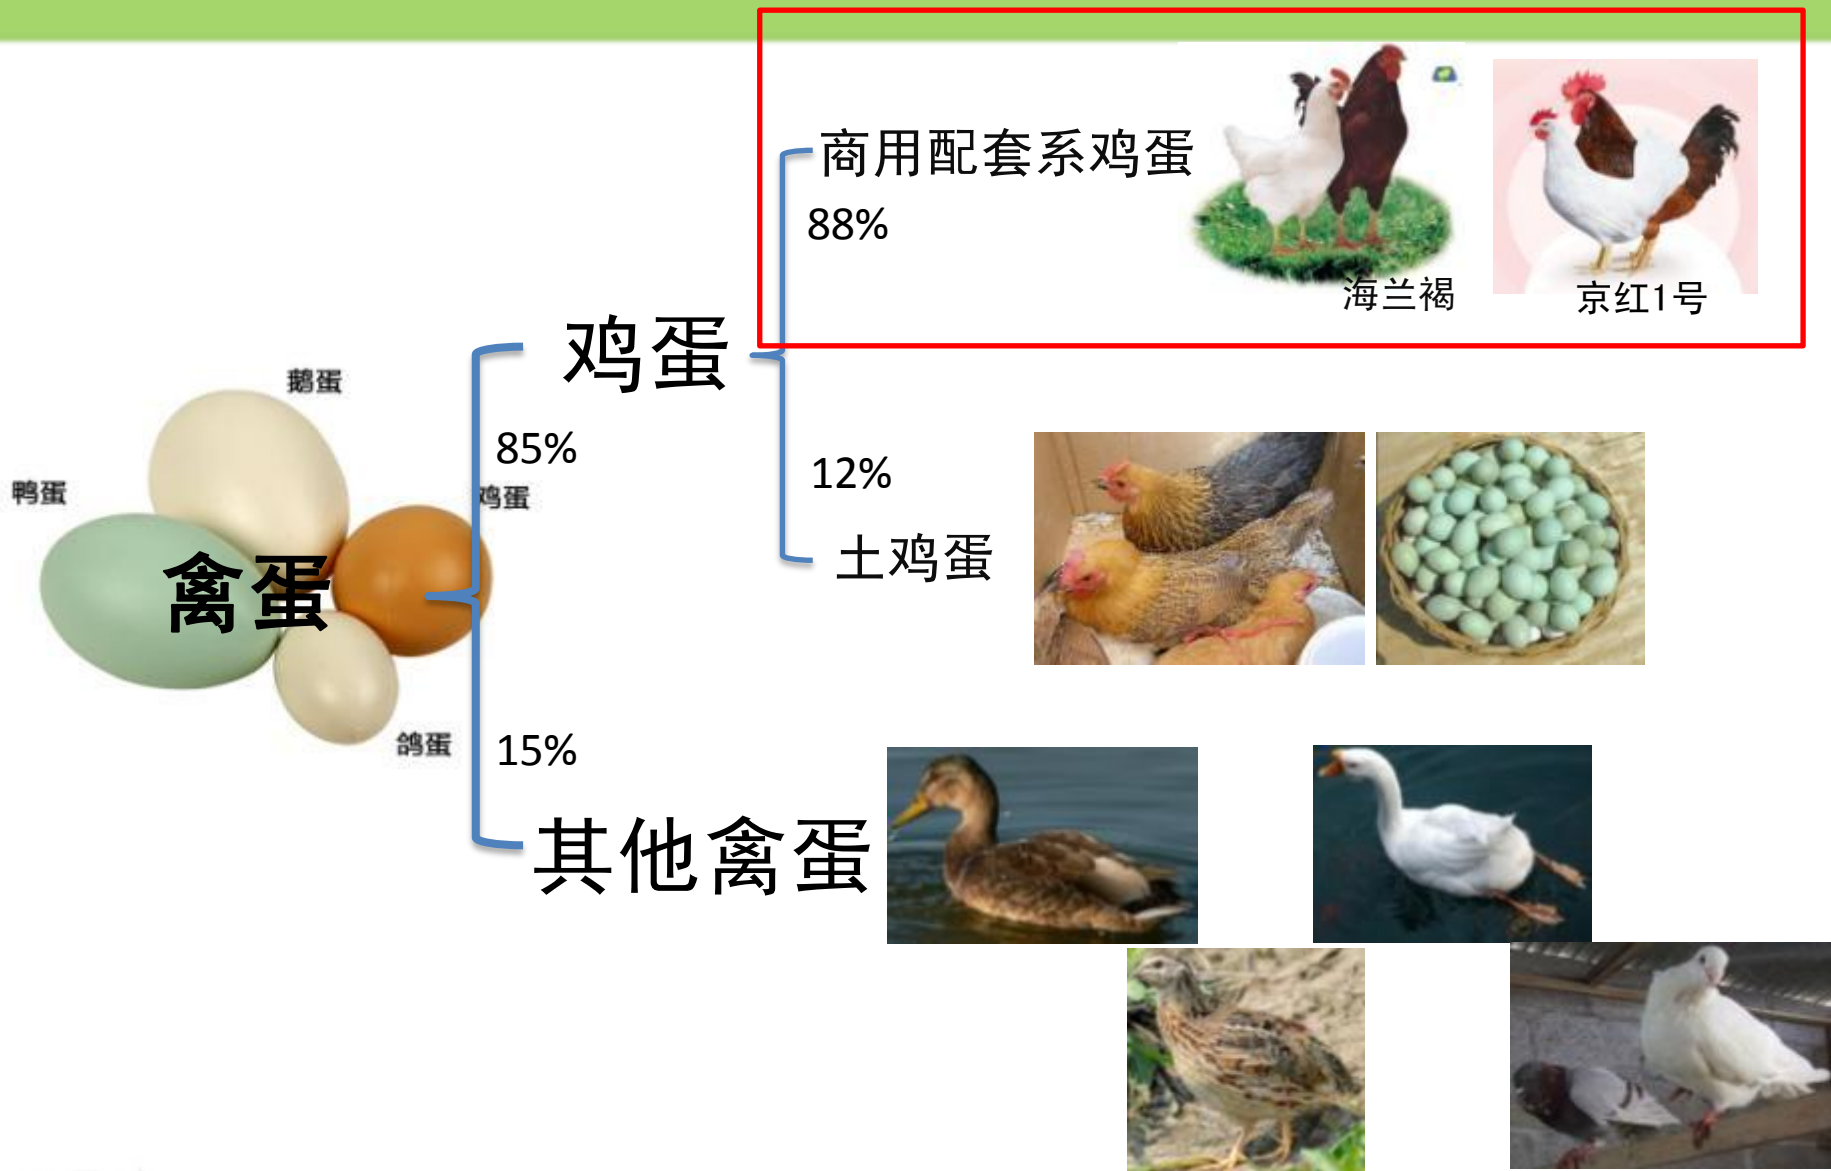 商用配套系鸡蛋
88%
海兰褐
京红1号
鸡蛋
鹅蛋
85%
12%
鸭蛋
鸡蛋
土鸡蛋
禽蛋
鸽蛋
15%
其他禽蛋